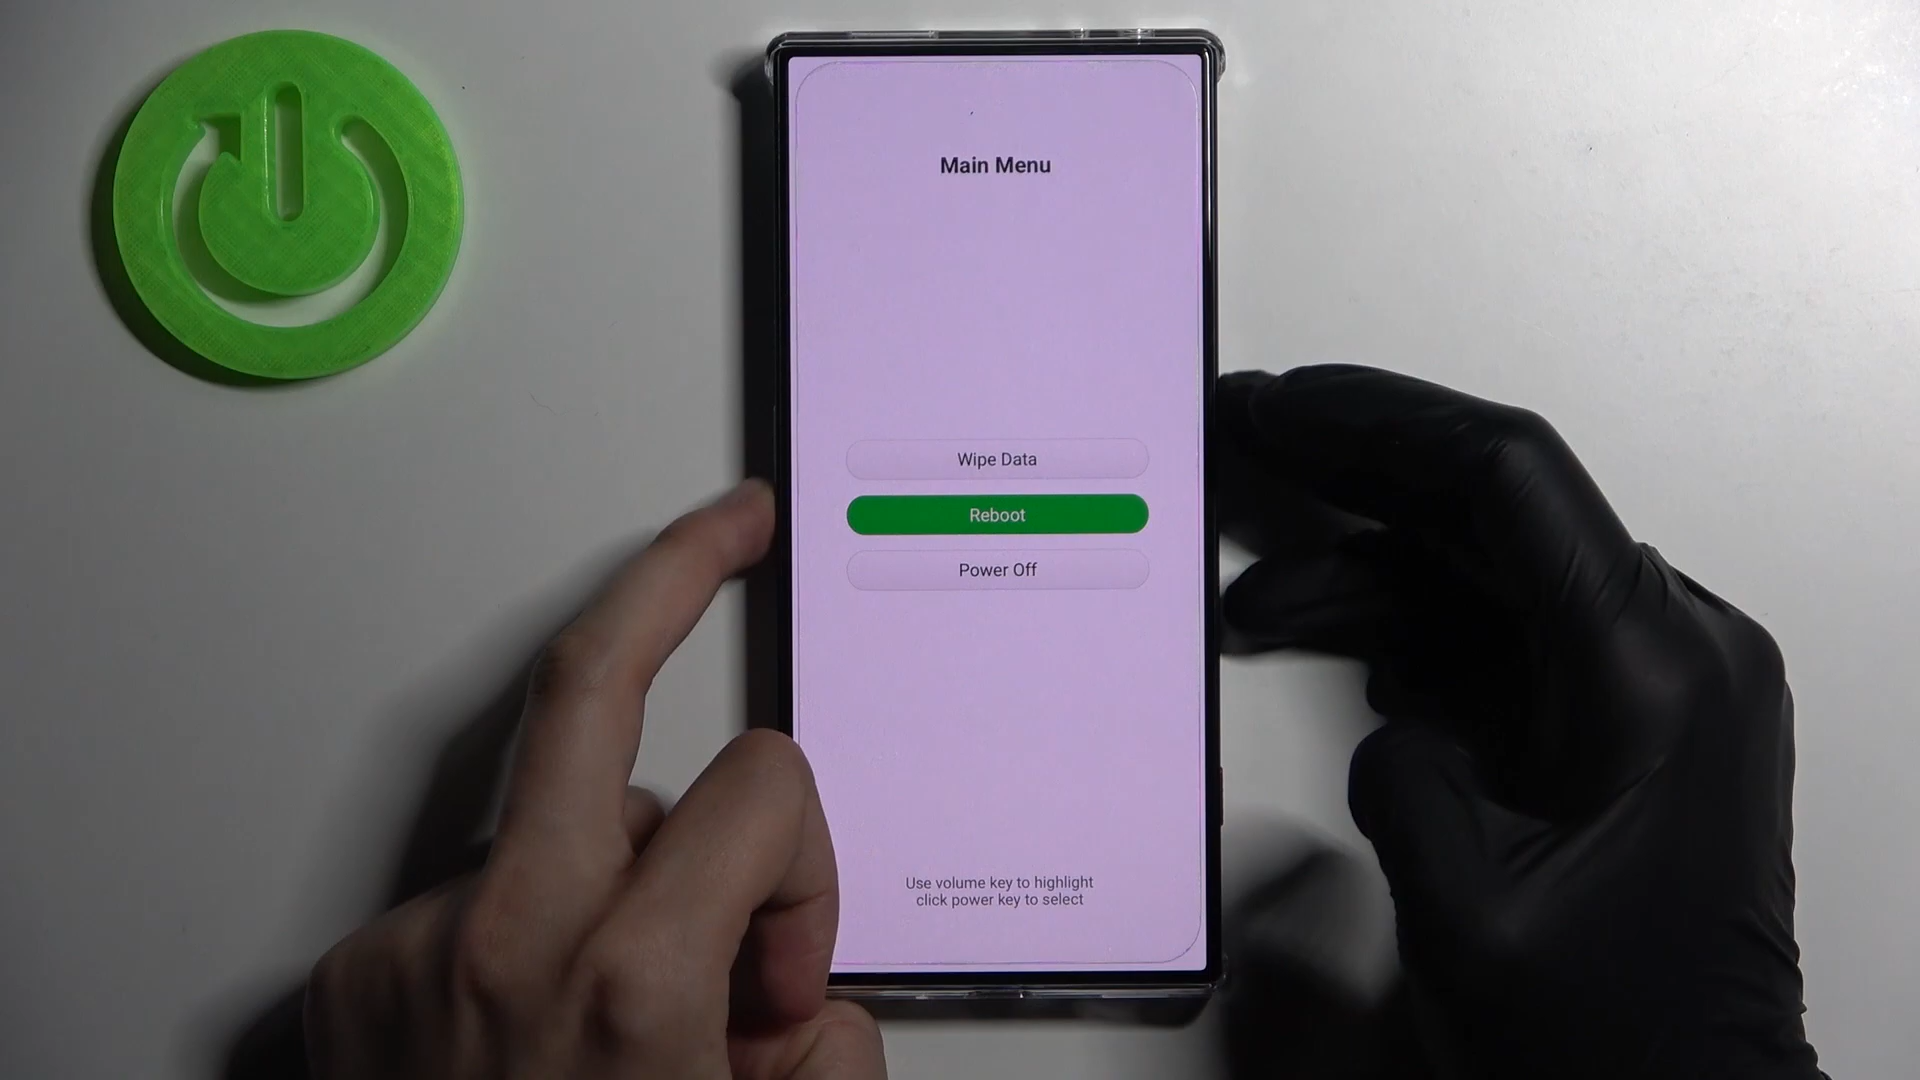 Main Menu
Wipe Data
Reboot
Power Off
Use volume key to highlight
click power key to select